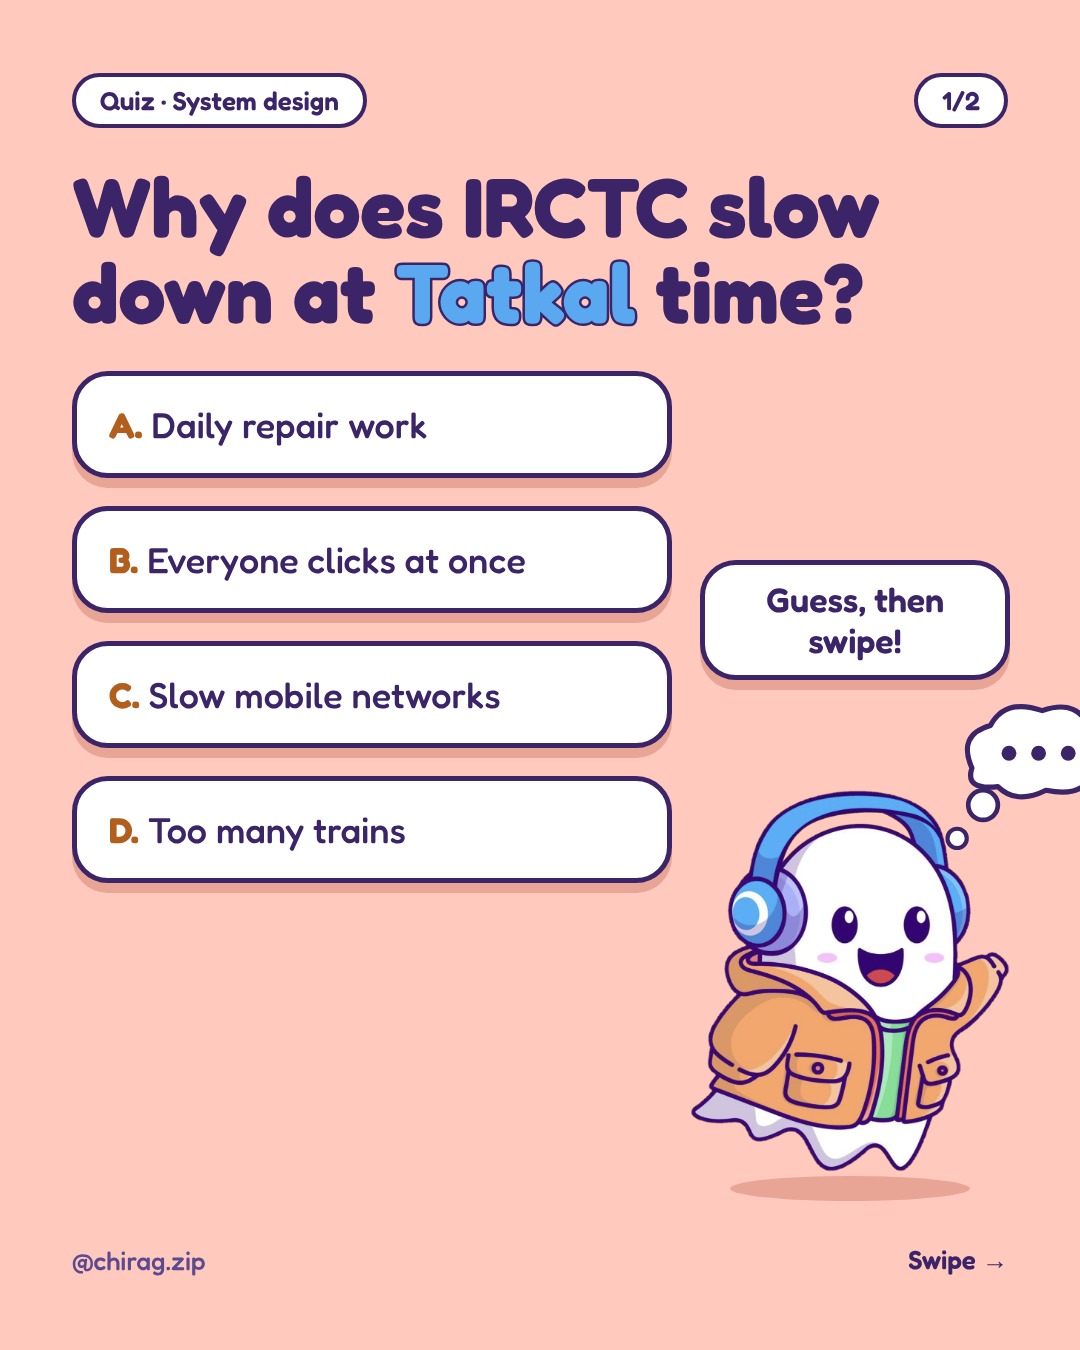 Quiz · System design
1/2
Why does IRCTC slow
down at Tatkal time?
A. Daily repair work
B. Everyone clicks at once
C. Slow mobile networks
D. Too many trains
Guess, then
swipe!
@chirag.zip
Swipe →